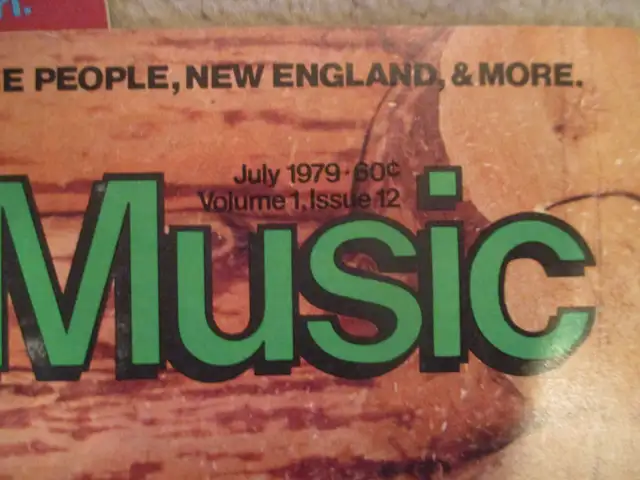 E PEOPLE, NEW ENGLAND, & MORE.
July 1979 · 60¢
Volume 1, Issue 12
Music